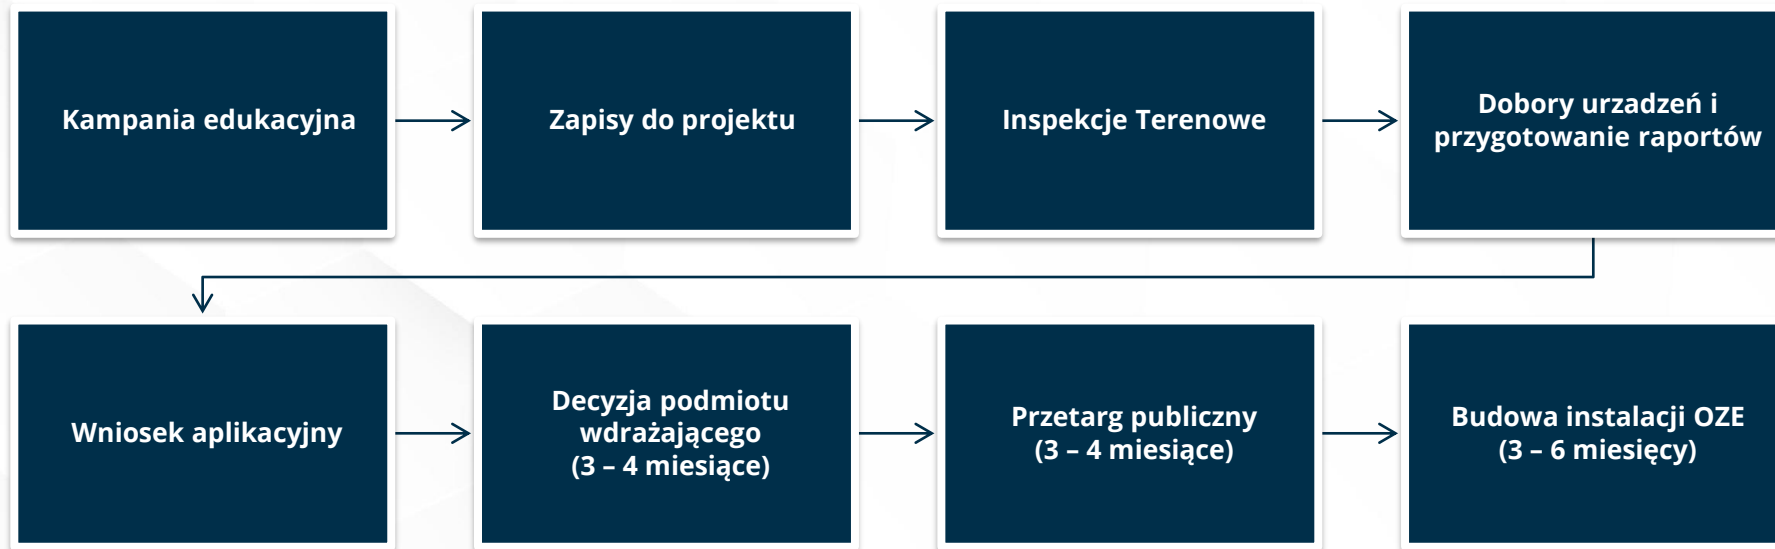 Kampania edukacyjna
Zapisy do projektu
Inspekcje Terenowe
Dobory urzadzeń i
przygotowanie raportów
Wniosek aplikacyjny
Decyzja podmiotu
wdrażającego
(3 – 4 miesiące)
Przetarg publiczny
(3 – 4 miesiące)
Budowa instalacji OZE
(3 – 6 miesięcy)